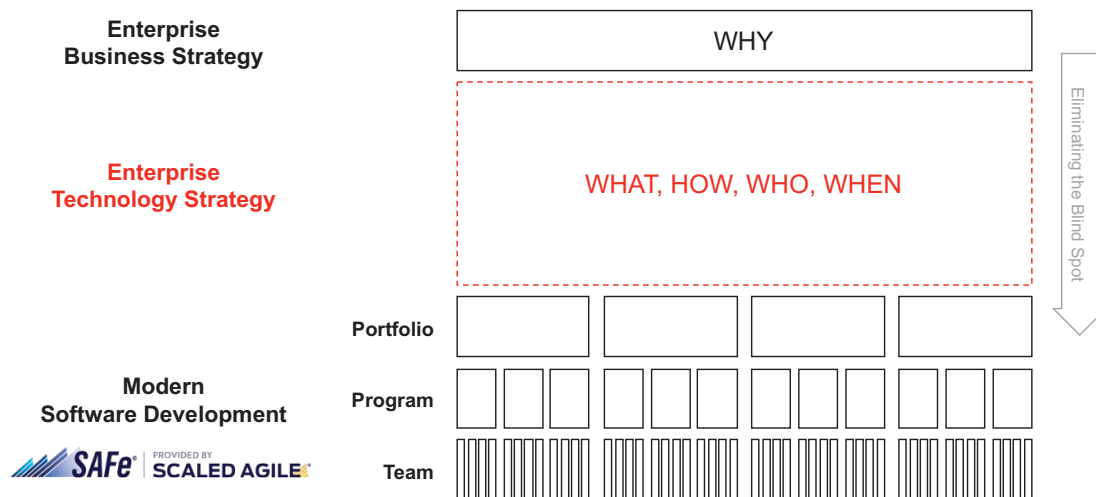 Enterprise
Business Strategy
WHY
Eliminating the Blind Spot
Enterprise
Technology Strategy
WHAT, HOW, WHO, WHEN
Portfolio
Modern
Software Development
Program
SAFe®
PROVIDED BY
SCALED AGILE®
Team